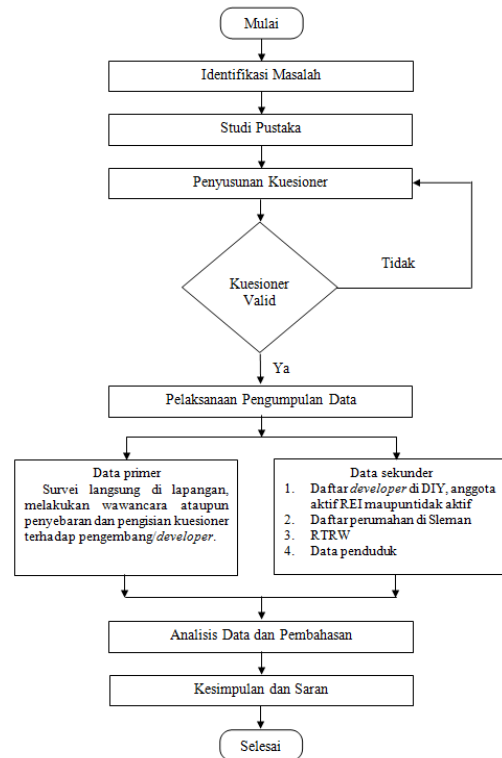 Mulai
Identifikasi Masalah
Studi Pustaka
Penyusunan Kuesioner
Tidak
Kuesioner
Valid
Ya
Pelaksanaan Pengumpulan Data
Data primer
Survei langsung di lapangan,
melakukan wawancara ataupun
penyebaran dan pengisian kuesioner
terhadap pengembang/developer.
Data sekunder
1. Daftar developer di DIY, anggota
aktif REI maupuntidak aktif
2. Daftar perumahan di Sleman
3. RTRW
4. Data penduduk
Analisis Data dan Pembahasan
Kesimpulan dan Saran
Selesai